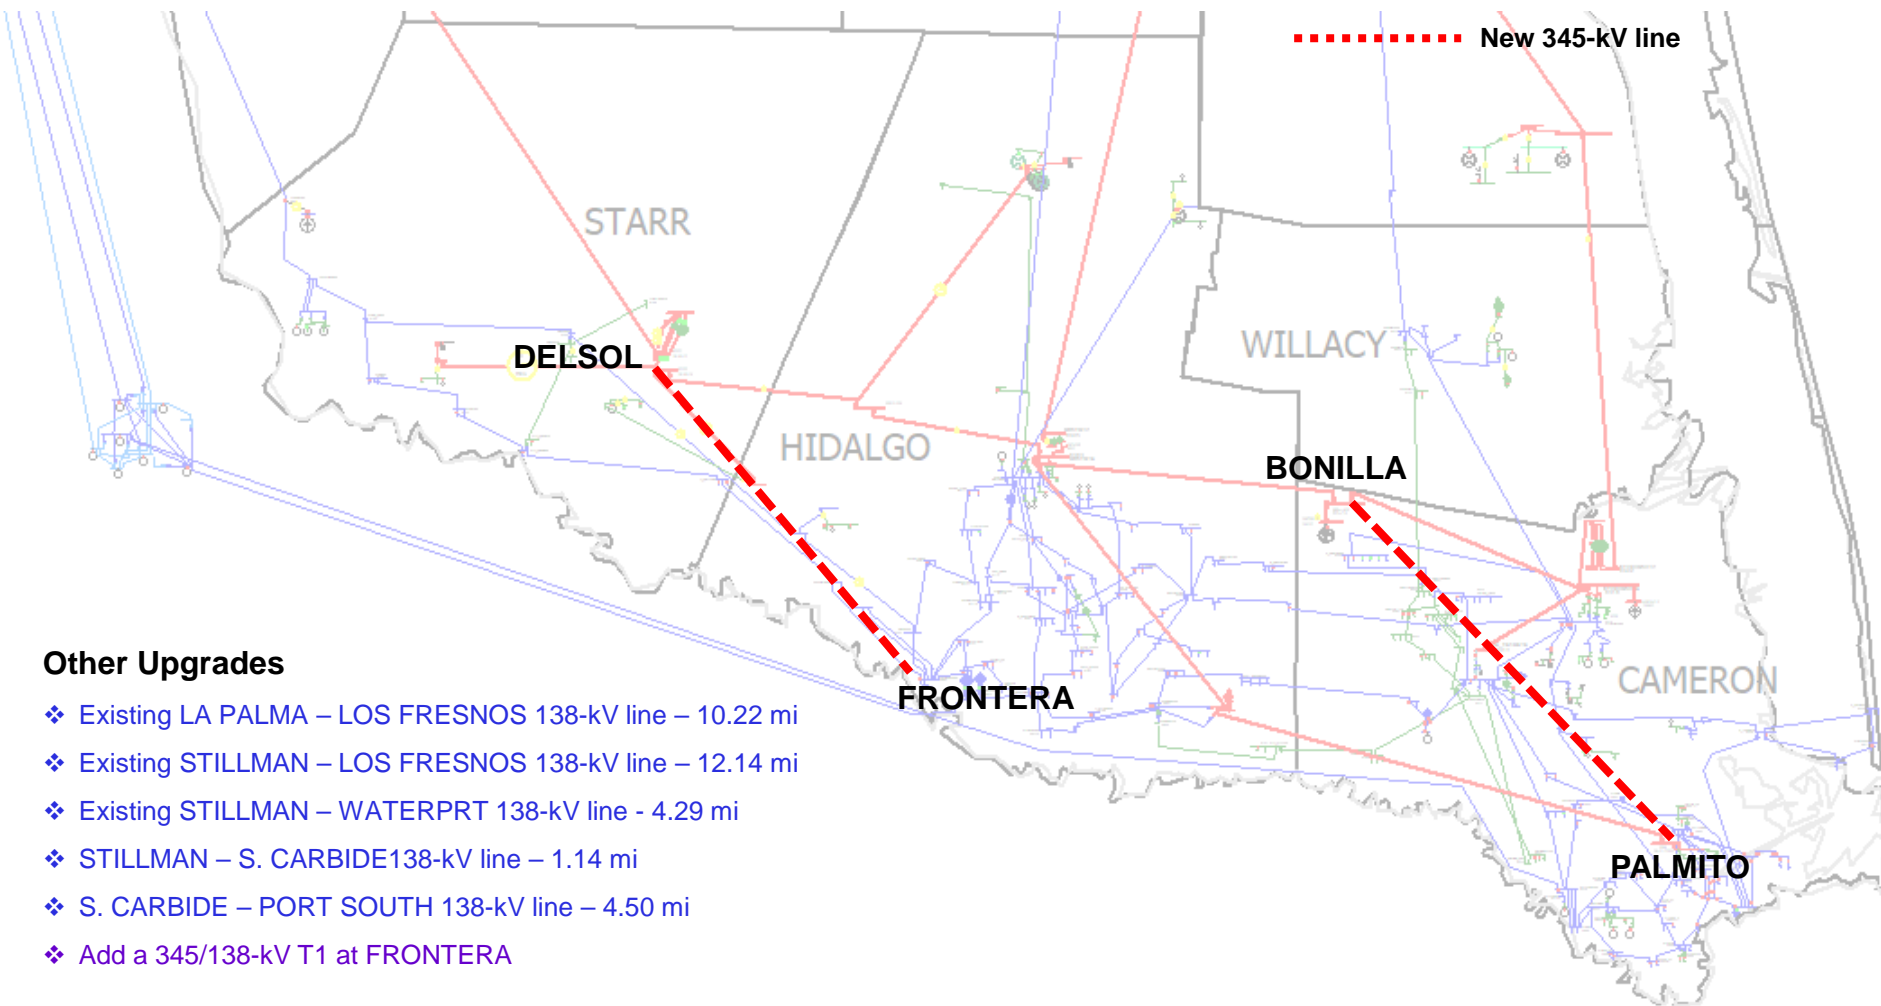 New 345-kV line
STARR
WILLACY
DELSOL
HIDALGO
BONILLA
CAMERON
FRONTERA
PALMITO
Other Upgrades
❖ Existing LA PALMA – LOS FRESNOS 138-kV line – 10.22 mi
❖ Existing STILLMAN – LOS FRESNOS 138-kV line – 12.14 mi
❖ Existing STILLMAN – WATERPRT 138-kV line - 4.29 mi
❖ STILLMAN – S. CARBIDE138-kV line – 1.14 mi
❖ S. CARBIDE – PORT SOUTH 138-kV line – 4.50 mi
❖ Add a 345/138-kV T1 at FRONTERA